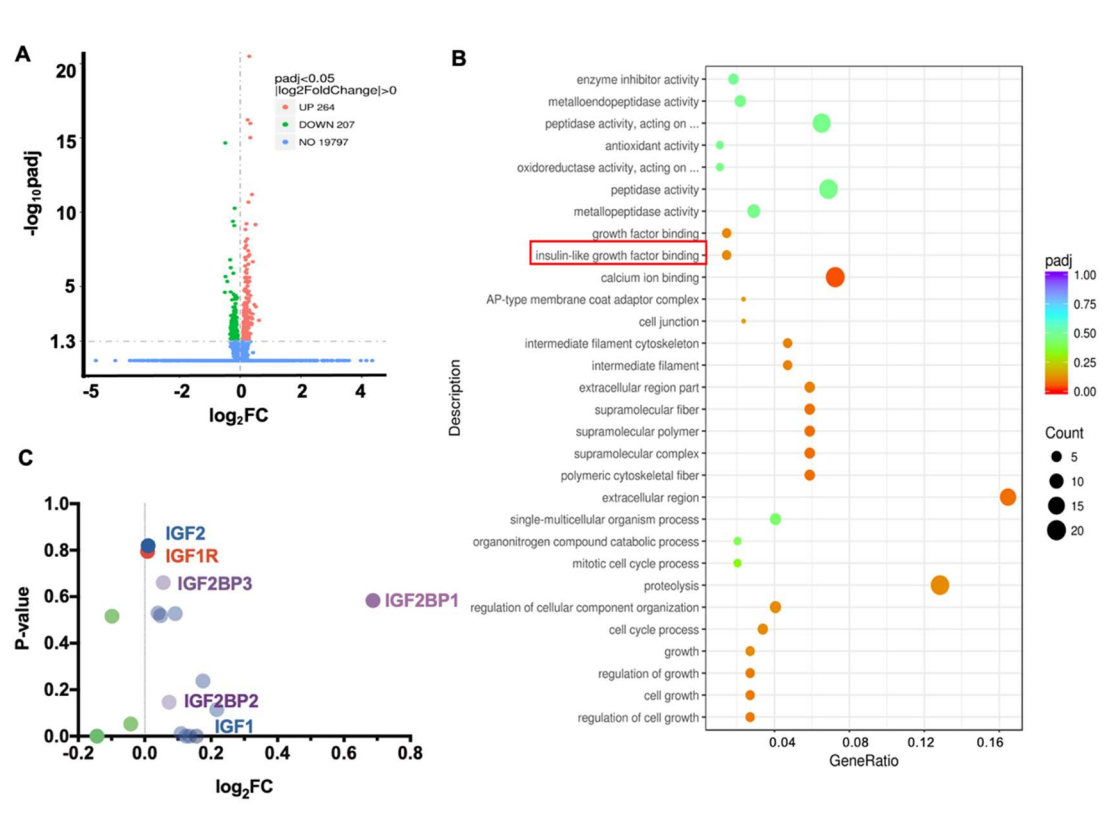 A
-log10padj
20
15
10
5
1.3
-5
-2
0
2
4
log2FC
padj<0.05
|log2FoldChange|>0
UP 264
DOWN 207
NO 19797
B
Description
enzyme inhibitor activity
metalloendopeptidase activity
peptidase activity, acting on ...
antioxidant activity
oxidoreductase activity, acting on ...
peptidase activity
metallopeptidase activity
growth factor binding
insulin-like growth factor binding
calcium ion binding
AP-type membrane coat adaptor complex
cell junction
intermediate filament cytoskeleton
intermediate filament
extracellular region part
supramolecular fiber
supramolecular polymer
supramolecular complex
polymeric cytoskeletal fiber
extracellular region
single-multicellular organism process
organonitrogen compound catabolic process
mitotic cell cycle process
proteolysis
regulation of cellular component organization
cell cycle process
growth
regulation of growth
cell growth
regulation of cell growth
0.04
0.08
0.12
0.16
GeneRatio
padj
1.00
0.75
0.50
0.25
0.00
Count
5
10
15
20
C
P-value
1.0
0.8
0.6
0.4
0.2
0.0
-0.2
0.0
0.2
0.4
0.6
0.8
log2FC
IGF2
IGF1R
IGF2BP3
IGF2BP1
IGF2BP2
IGF1